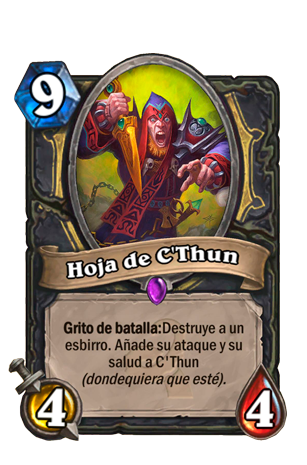 9
Hoja de C'Thun
Grito de batalla:Destruye a un
esbirro. Añade su ataque y su
salud a C'Thun
(dondequiera que esté).
4 4